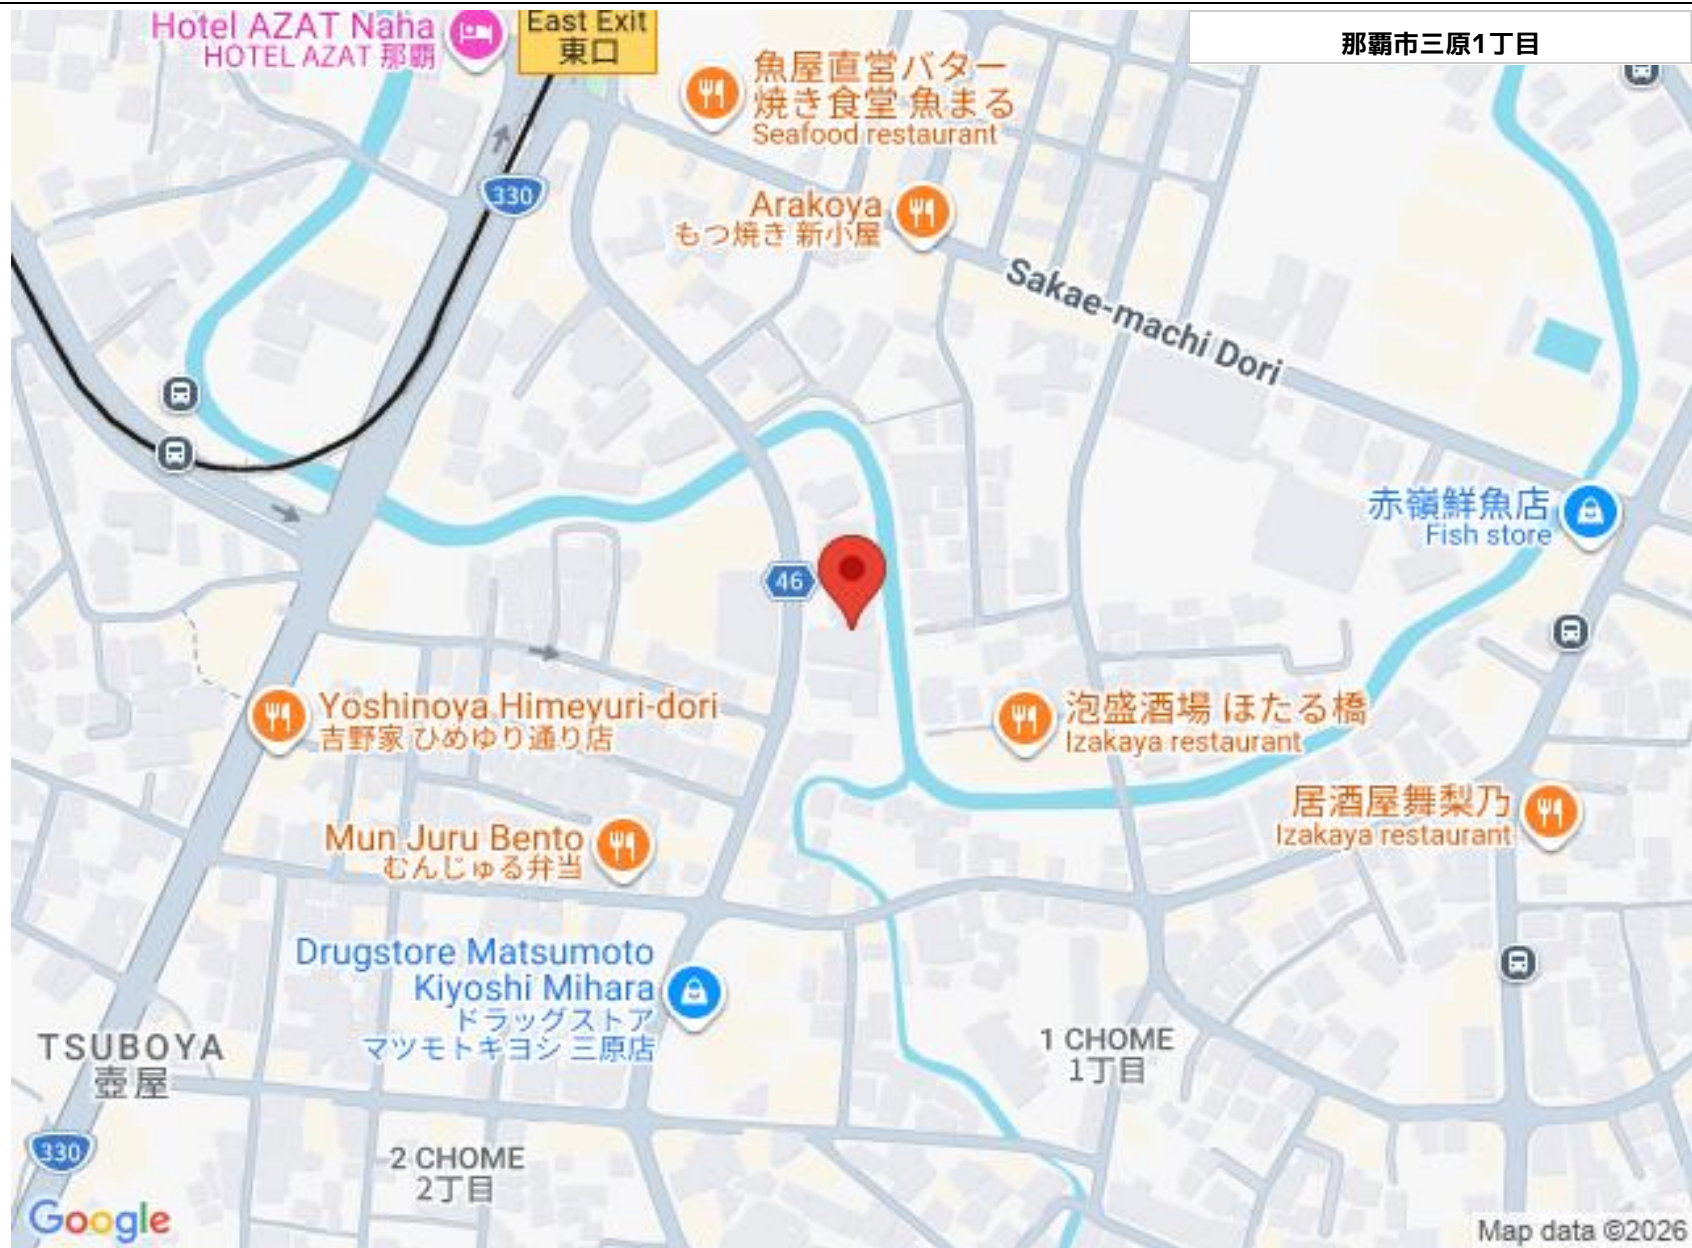 Hotel AZAT Naha
HOTEL AZAT 那覇
East Exit
東口
那覇市三原1丁目
魚屋直営バター
焼き食堂 魚まる
Seafood restaurant
330
Arakoya
もつ焼き 新小屋
Sakae-machi Dori
赤嶺鮮魚店
Fish store
46
Yoshinoya Himeyuri-dori
吉野家 ひめゆり通り店
泡盛酒場 ほたる橋
Izakaya restaurant
居酒屋舞梨乃
Izakaya restaurant
Mun Juru Bento
むんじゅる弁当
Drugstore Matsumoto
Kiyoshi Mihara
ドラッグストア
マツモトキヨシ 三原店
TSUBOYA
壺屋
1 CHOME
1丁目
330
2 CHOME
2丁目
Google
Map data ©2026